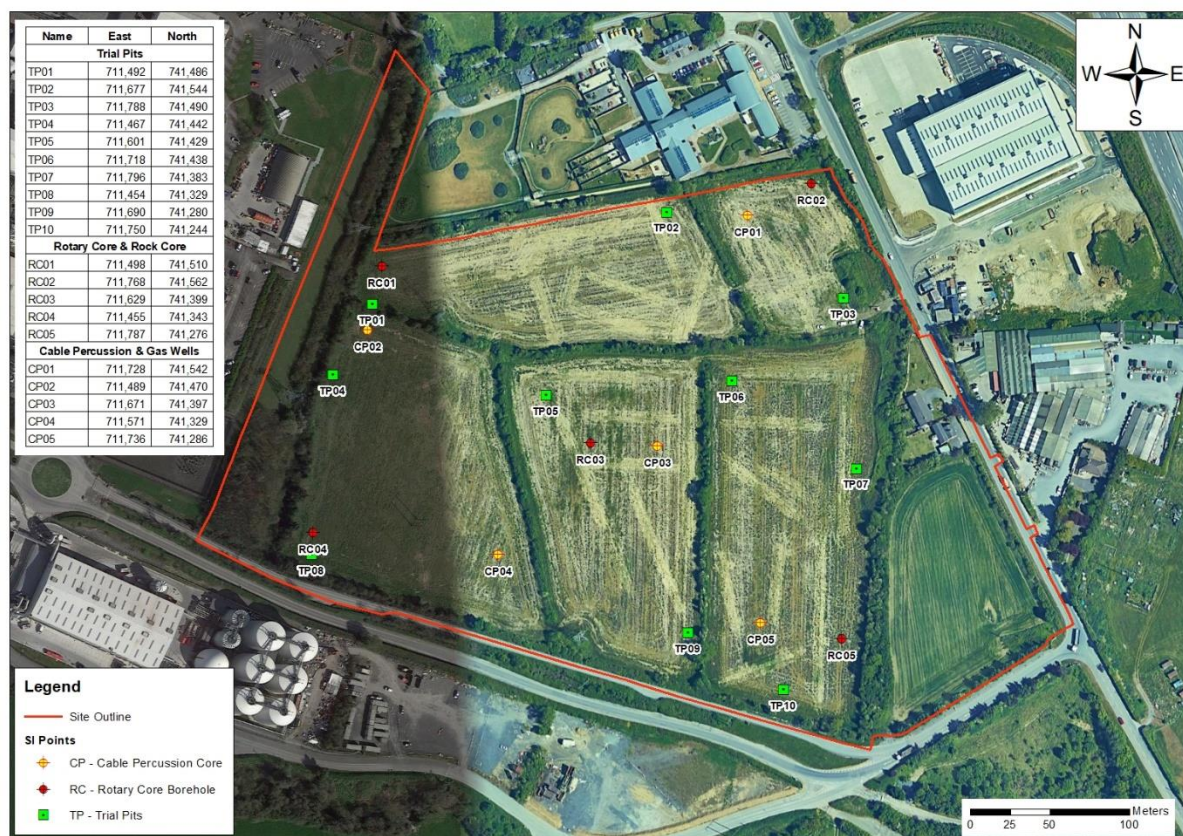 Name East North
Trial Pits
TP01 711,492 741,486
TP02 711,677 741,544
TP03 711,788 741,490
TP04 711,467 741,442
TP05 711,601 741,429
TP06 711,718 741,438
TP07 711,796 741,383
TP08 711,454 741,329
TP09 711,690 741,280
TP10 711,750 741,244
Rotary Core & Rock Core
RC01 711,498 741,510
RC02 711,768 741,562
RC03 711,629 741,399
RC04 711,455 741,343
RC05 711,787 741,276
Cable Percussion & Gas Wells
CP01 711,728 741,542
CP02 711,489 741,470
CP03 711,671 741,397
CP04 711,571 741,329
CP05 711,736 741,286
N
W E
S
RC02
TP02
CP01
RC01
TP03
TP01
CP02
TP04
TP06
TP05
RC03
CP03
TP07
RC04
TP08
CP04
CP05
TP09
RC05
TP10
Legend
Site Outline
SI Points
CP - Cable Percussion Core
RC - Rotary Core Borehole
TP - Trial Pits
Meters
0 25 50 100